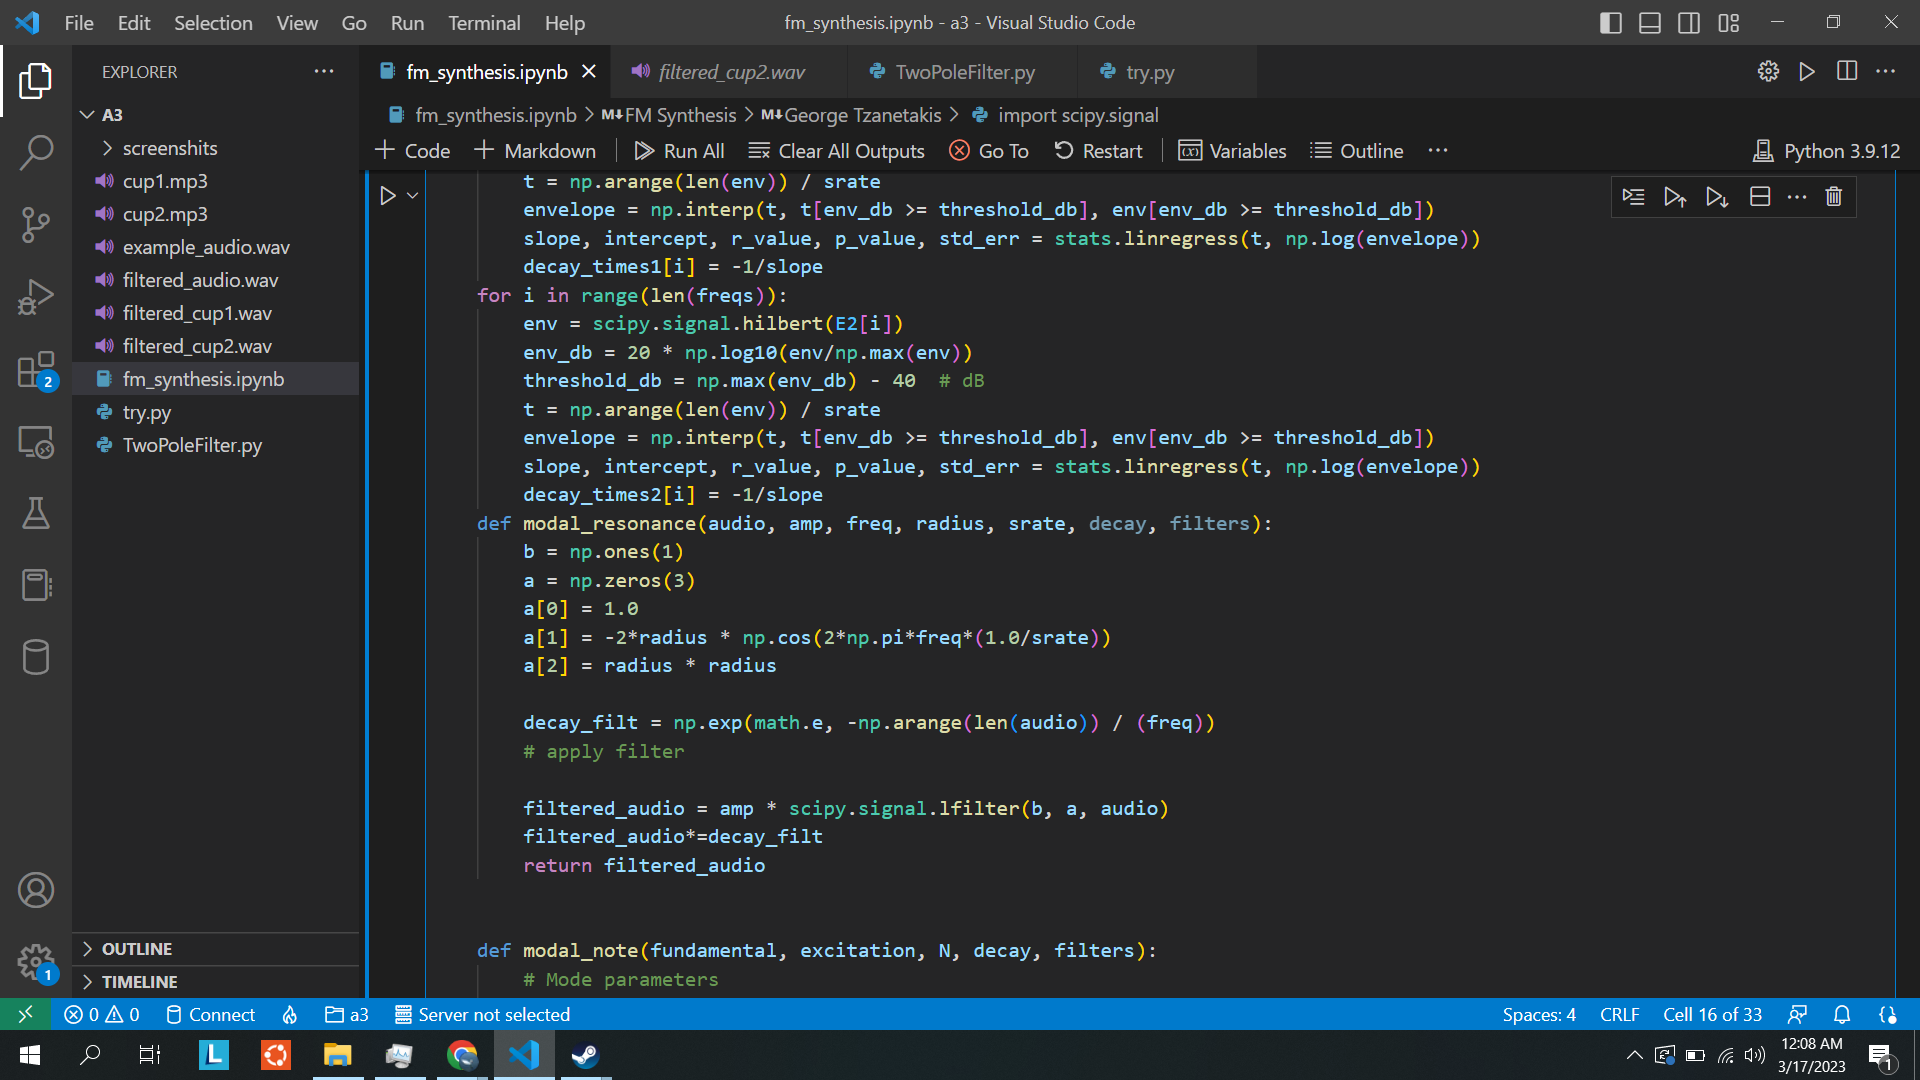 File Edit Selection View Go Run Terminal Help
fm_synthesis.ipynb - a3 - Visual Studio Code
EXPLORER
A3
screenshits
cup1.mp3
cup2.mp3
example_audio.wav
filtered_audio.wav
filtered_cup1.wav
filtered_cup2.wav
fm_synthesis.ipynb
try.py
TwoPoleFilter.py
OUTLINE
TIMELINE
2
1
fm_synthesis.ipynb filtered_cup2.wav TwoPoleFilter.py try.py
fm_synthesis.ipynb > M↓FM Synthesis > M↓George Tzanetakis > import scipy.signal
+ Code + Markdown Run All Clear All Outputs Go To Restart Variables Outline ... Python 3.9.12
t = np.arange(len(env)) / srate
envelope = np.interp(t, t[env_db >= threshold_db], env[env_db >= threshold_db])
slope, intercept, r_value, p_value, std_err = stats.linregress(t, np.log(envelope))
decay_times1[i] = -1/slope
for i in range(len(freqs)):
env = scipy.signal.hilbert(E2[i])
env_db = 20 * np.log10(env/np.max(env))
threshold_db = np.max(env_db) - 40  # dB
t = np.arange(len(env)) / srate
envelope = np.interp(t, t[env_db >= threshold_db], env[env_db >= threshold_db])
slope, intercept, r_value, p_value, std_err = stats.linregress(t, np.log(envelope))
decay_times2[i] = -1/slope
def modal_resonance(audio, amp, freq, radius, srate, decay, filters):
b = np.ones(1)
a = np.zeros(3)
a[0] = 1.0
a[1] = -2*radius * np.cos(2*np.pi*freq*(1.0/srate))
a[2] = radius * radius
decay_filt = np.exp(math.e, -np.arange(len(audio)) / (freq))
# apply filter
filtered_audio = amp * scipy.signal.lfilter(b, a, audio)
filtered_audio*=decay_filt
return filtered_audio
def modal_note(fundamental, excitation, N, decay, filters):
# Mode parameters
0 0 Connect a3 Server not selected
Spaces: 4 CRLF Cell 16 of 33
L
12:08 AM
3/17/2023
1